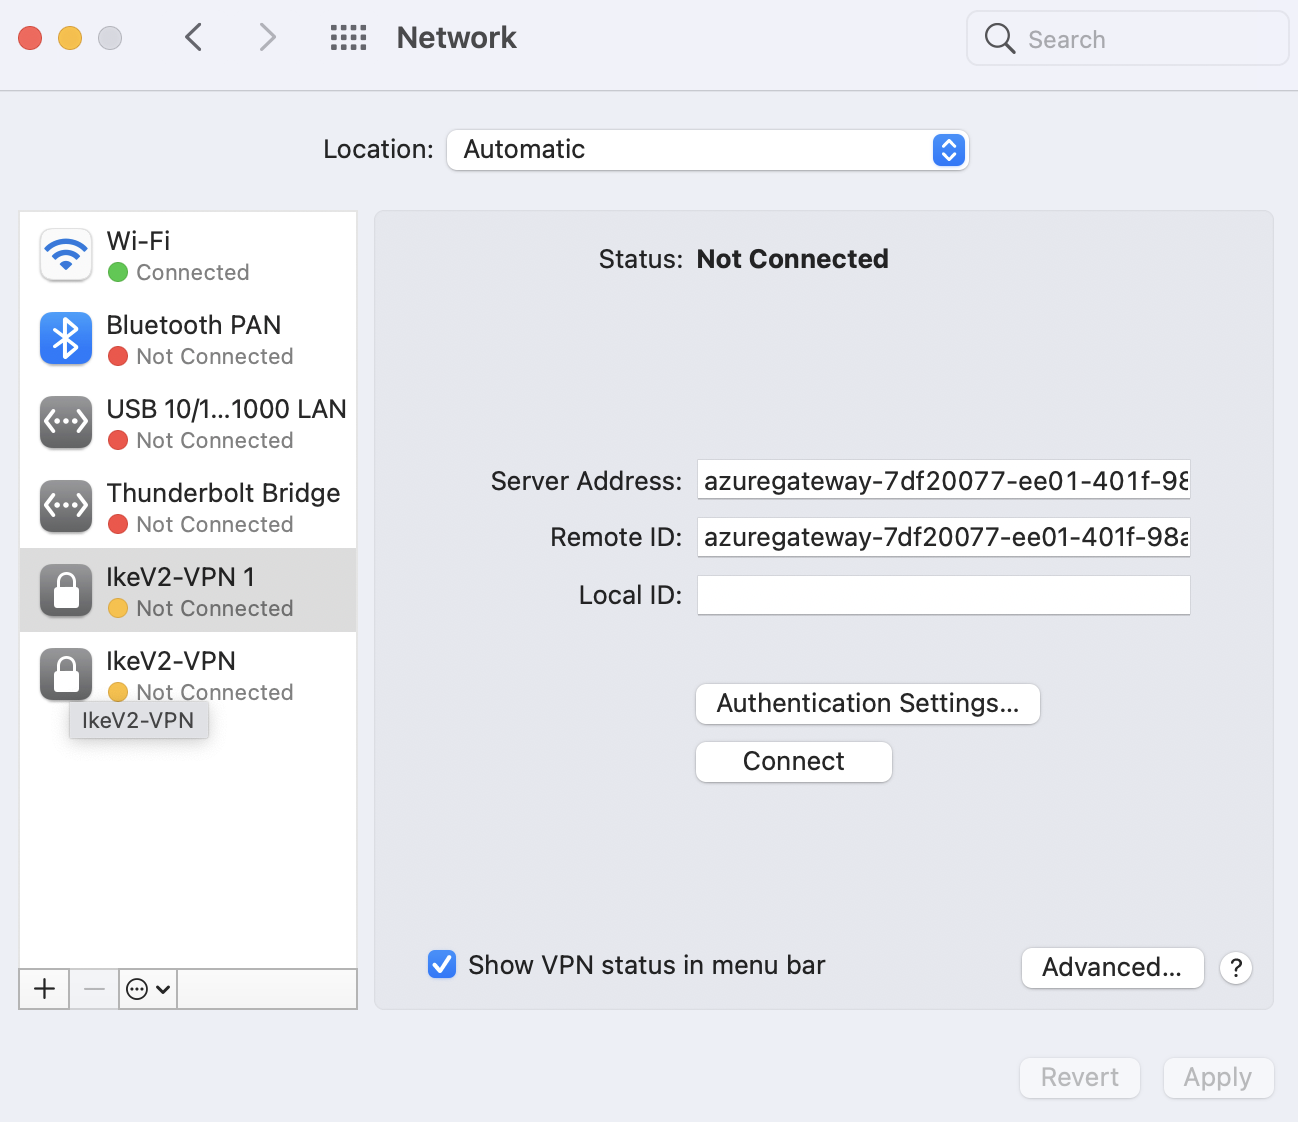 Network
Search
Location: Automatic
Wi-Fi
Connected
Bluetooth PAN
Not Connected
USB 10/1...1000 LAN
Not Connected
Thunderbolt Bridge
Not Connected
IkeV2-VPN 1
Not Connected
IkeV2-VPN
Not Connected
IkeV2-VPN
Status: Not Connected
Server Address: azuregateway-7df20077-ee01-401f-98
Remote ID: azuregateway-7df20077-ee01-401f-98a
Local ID:
Authentication Settings...
Connect
Show VPN status in menu bar
Advanced...
?
Revert
Apply